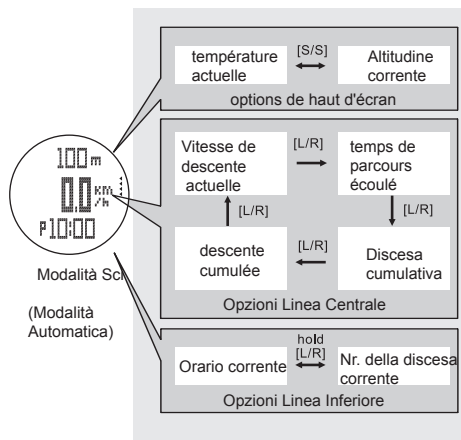 [S/S]
température
actuelle
Altitudine
corrente
options de haut d'écran
100 m
0.0 KM/h
P 10:00
Modalità Sci
(Modalità
Automatica)
Vitesse de
descente
actuelle
[L/R]
temps de
parcours
écoulé
[L/R]
[L/R]
descente
cumulée
[L/R]
Discesa
cumulativa
Opzioni Linea Centrale
hold
[L/R]
Orario corrente
Nr. della discesa
corrente
Opzioni Linea Inferiore